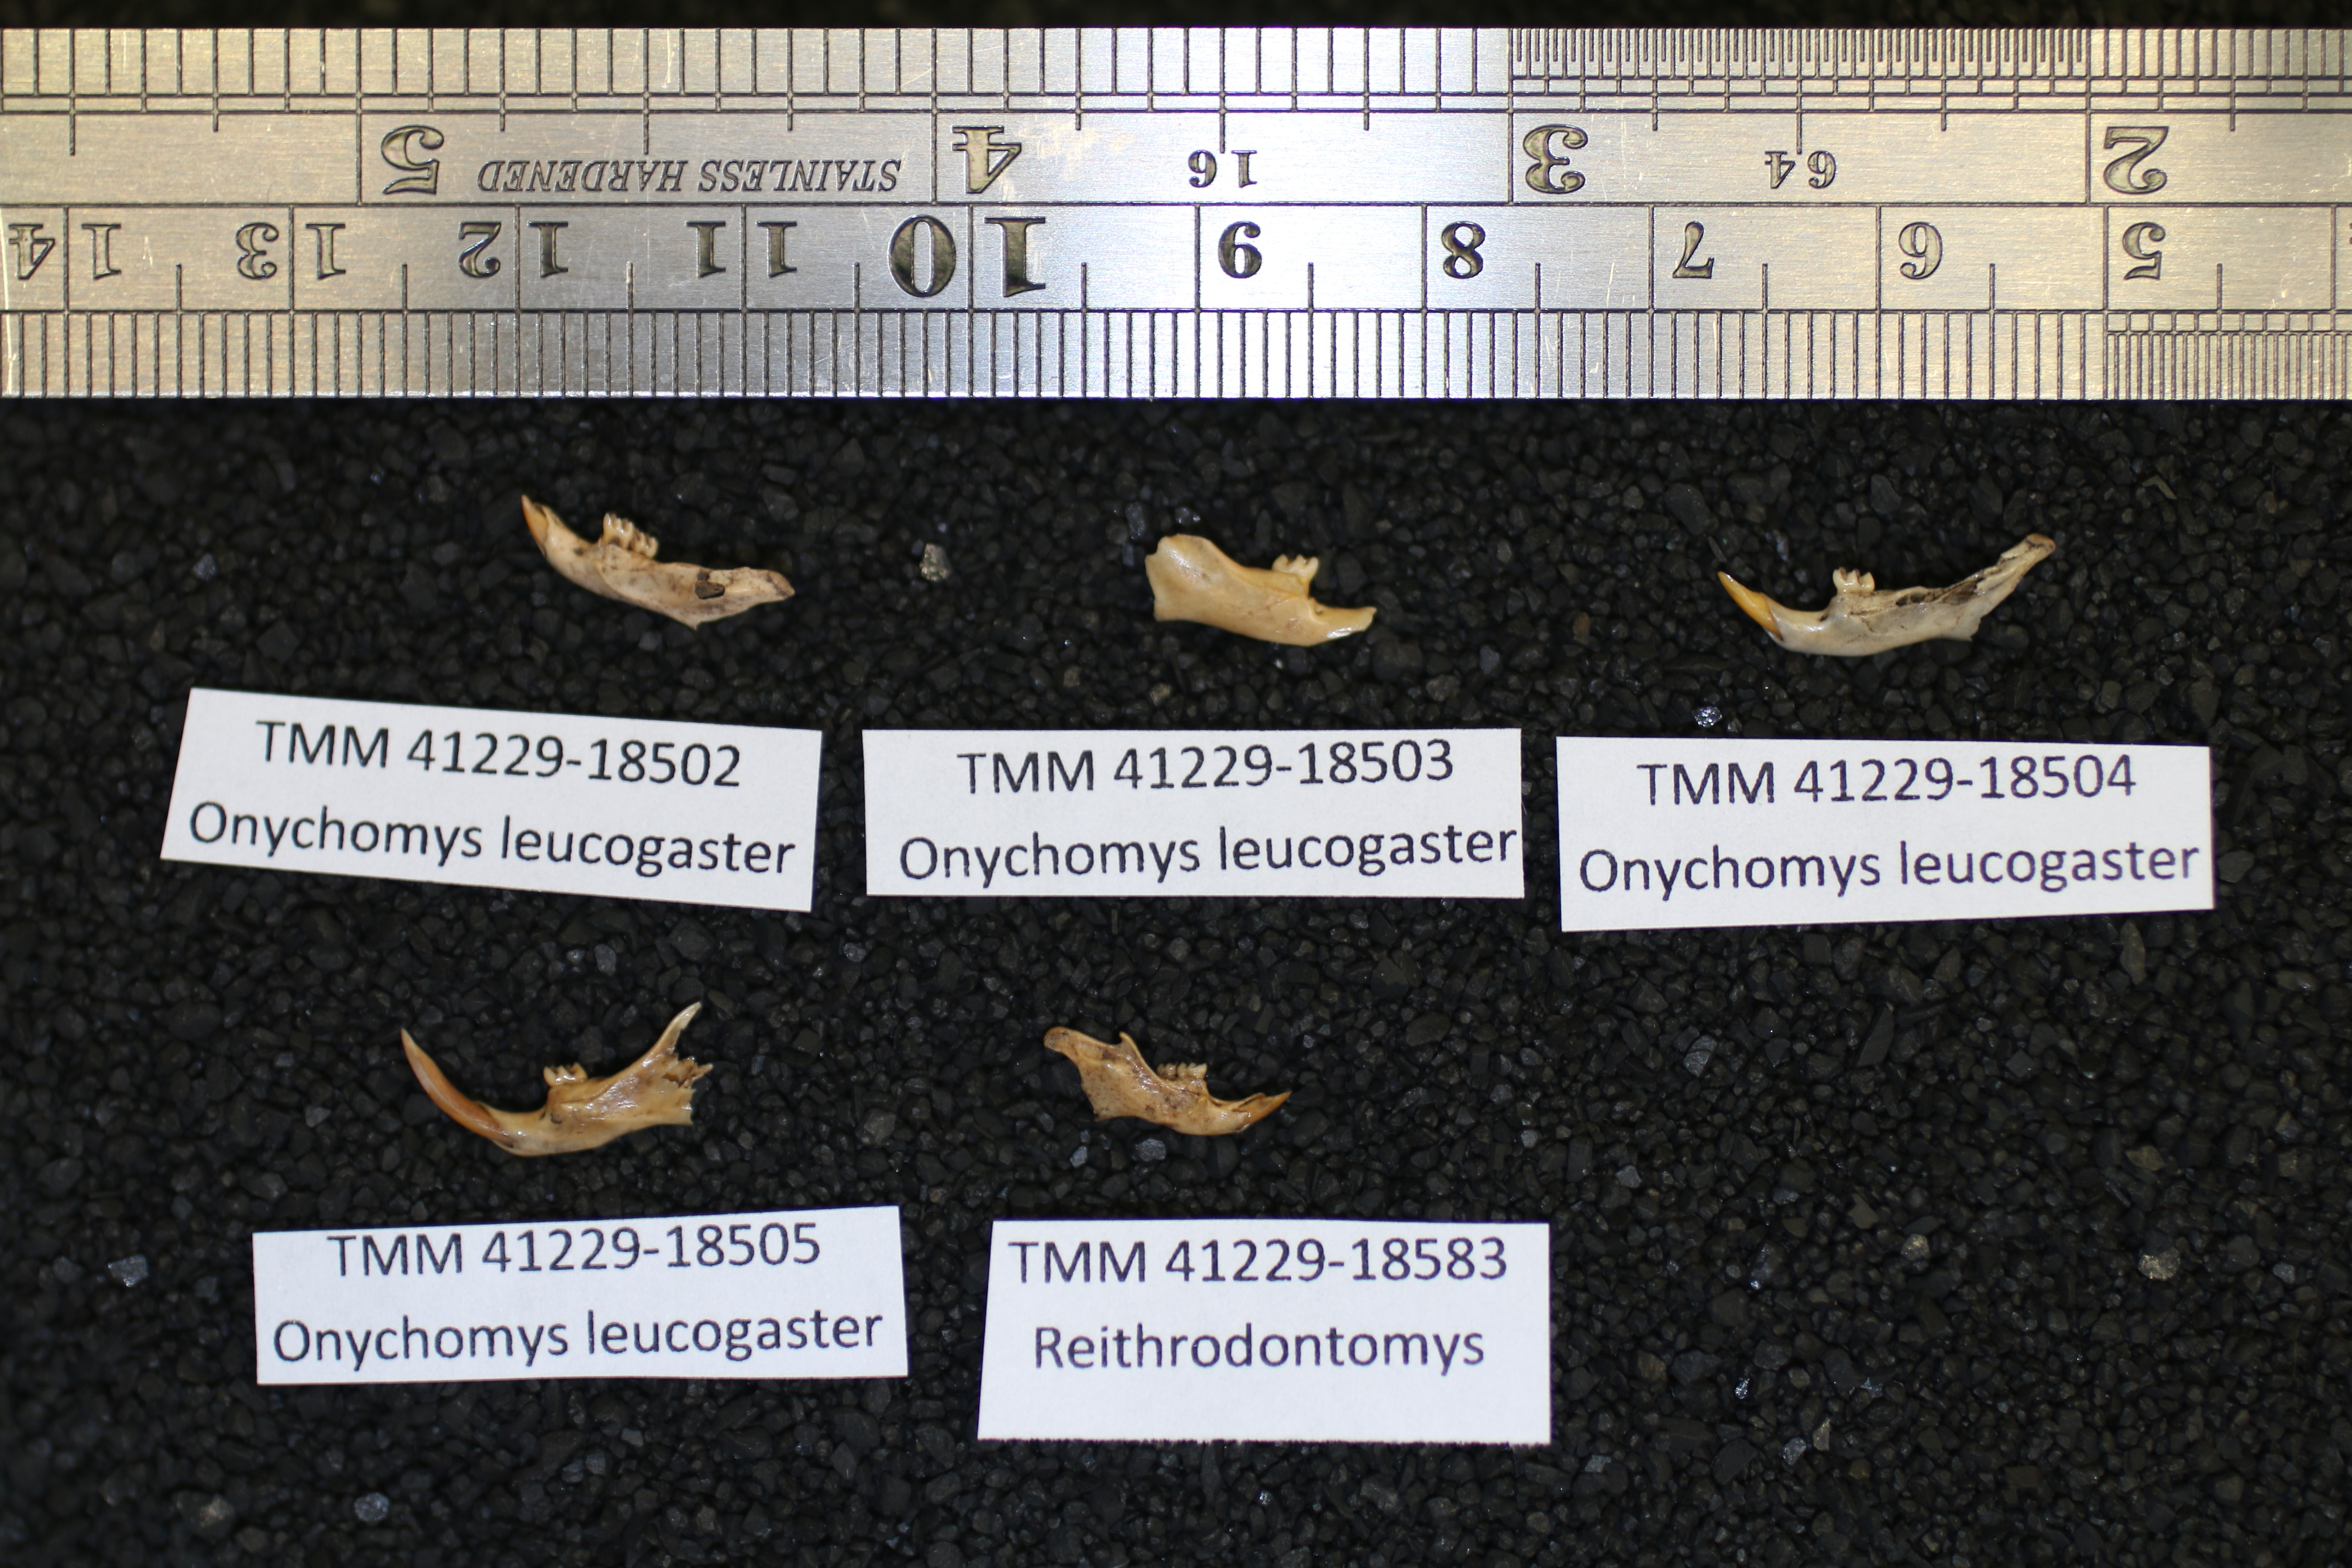 5 STAINLESS HARDENED 4 16 3 64 2
14 13 12 11 10 9 8 7 6 5
TMM 41229-18502
Onychomys leucogaster
TMM 41229-18503
Onychomys leucogaster
TMM 41229-18504
Onychomys leucogaster
TMM 41229-18505
Onychomys leucogaster
TMM 41229-18583
Reithrodontomys